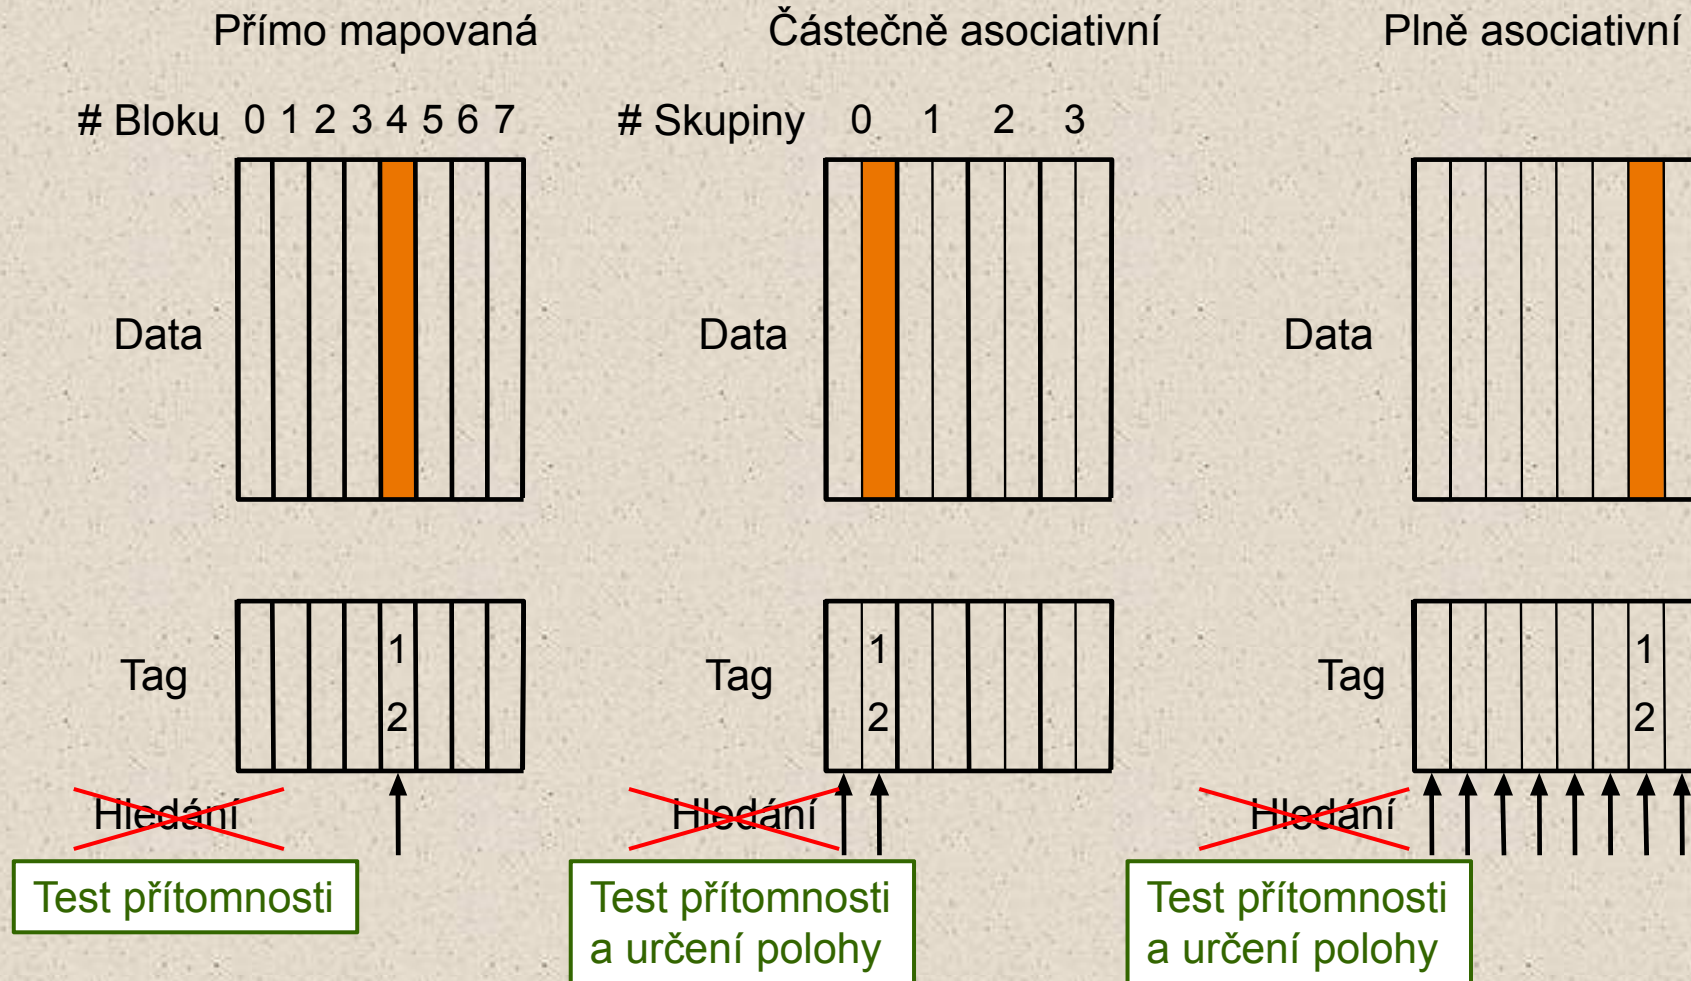 Přímo mapovaná
Částečně asociativní
Plně asociativní
# Bloku 0 1 2 3 4 5 6 7
# Skupiny 0 1 2 3
Data
Data
Data
Tag
1
2
Tag
1
2
Tag
1
2
Hledání
Hledání
Hledání
Test přítomnosti
Test přítomnosti
a určení polohy
Test přítomnosti
a určení polohy